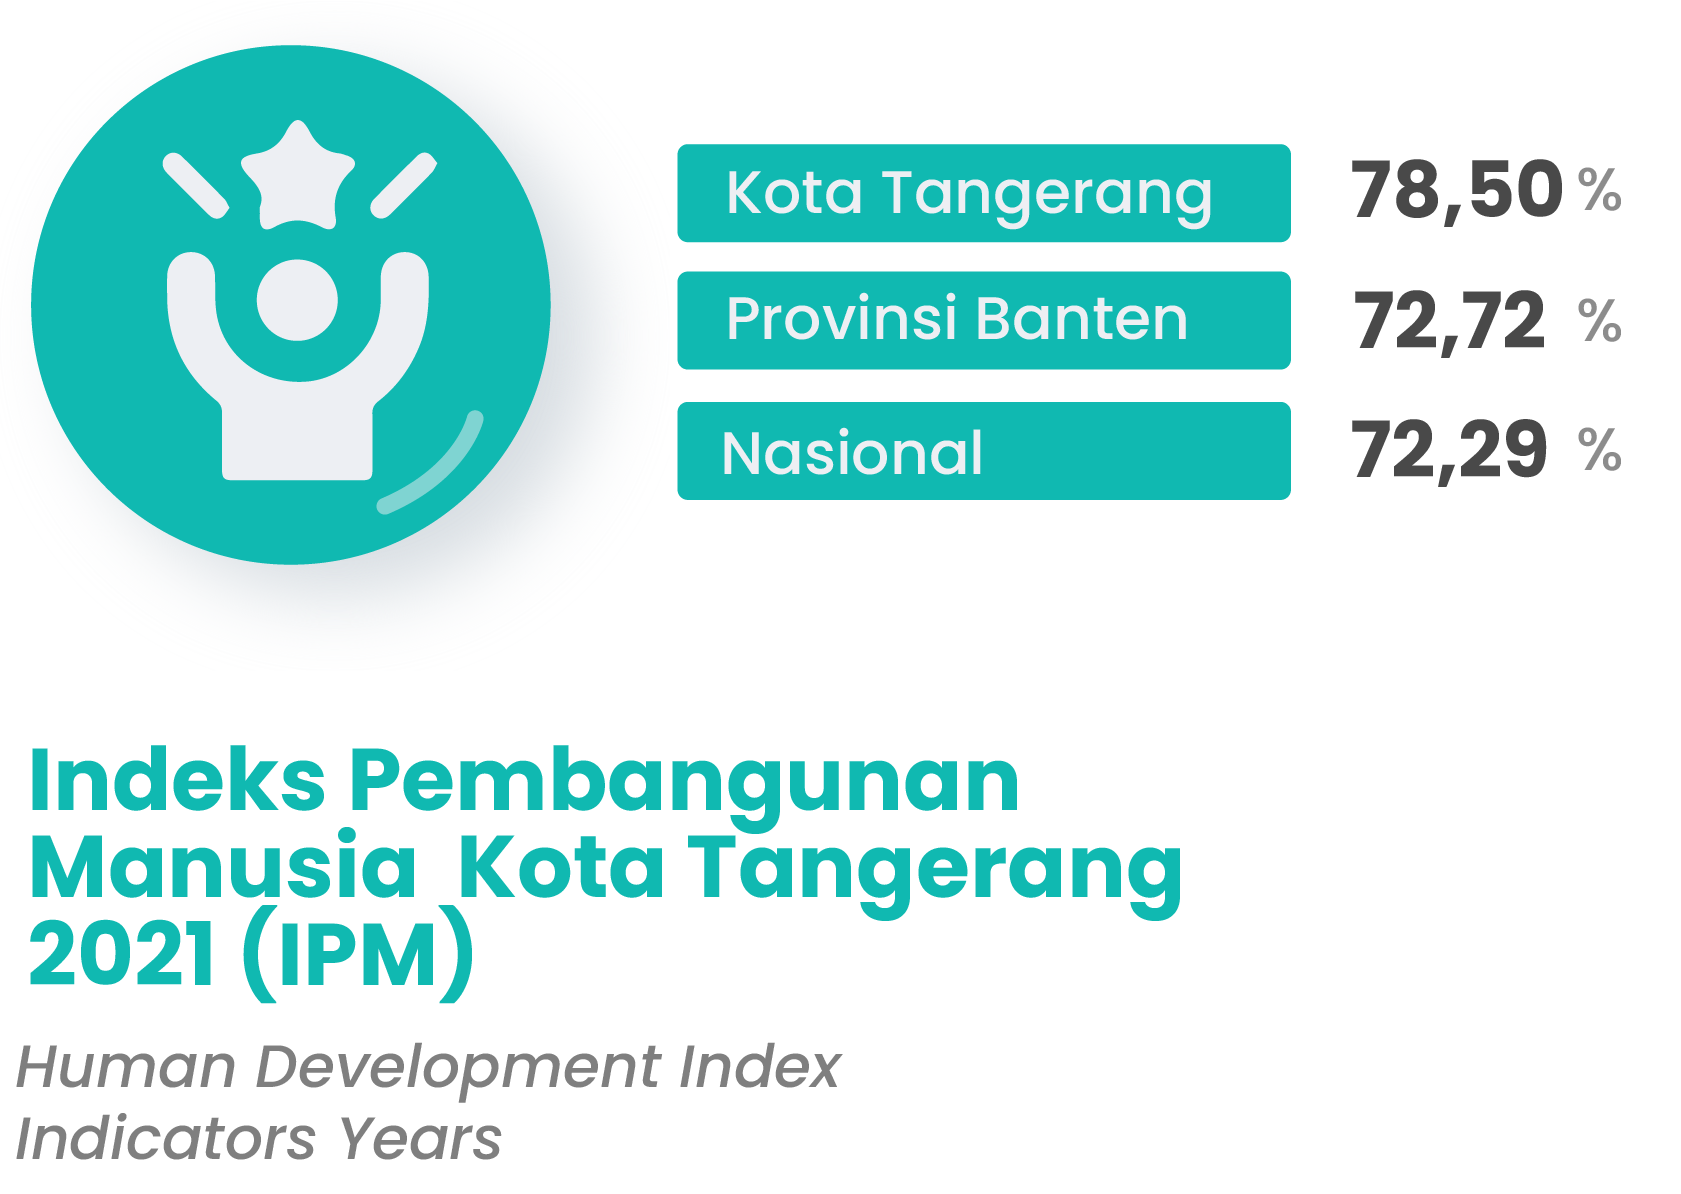 Kota Tangerang 78,50 %
Provinsi Banten 72,72 %
Nasional 72,29 %
Indeks Pembangunan
Manusia Kota Tangerang
2021 (IPM)
Human Development Index
Indicators Years